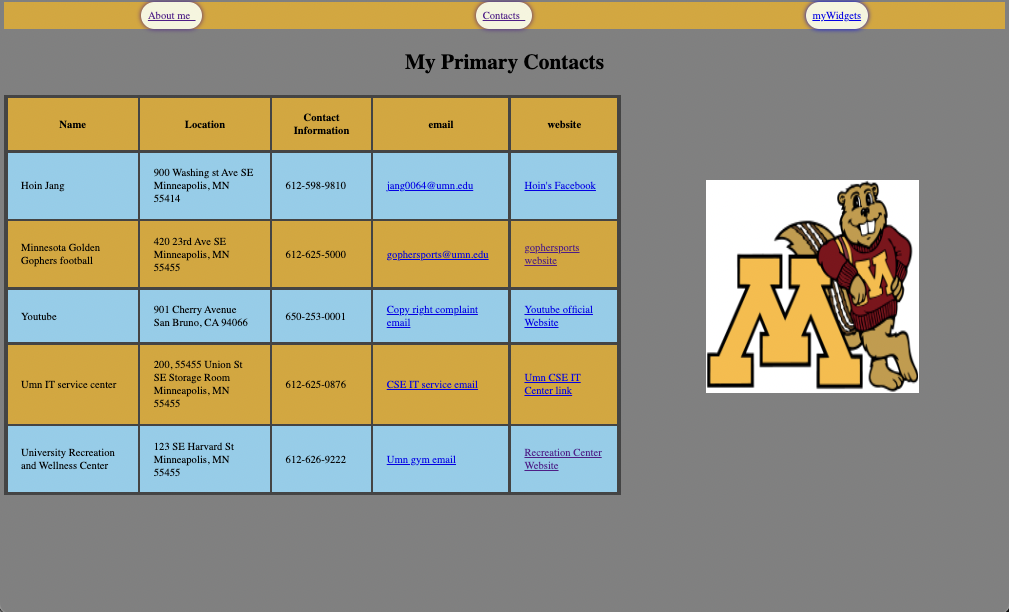 About me
Contacts
myWidgets
My Primary Contacts
Name
Location
Contact
Information
email
website
Hoin Jang
900 Washing st Ave SE
Minneapolis, MN
55414
612-598-9810
jang0064@umn.edu
Hoin's Facebook
Minnesota Golden
Gophers football
420 23rd Ave SE
Minneapolis, MN
55455
612-625-5000
gophersports@umn.edu
gophersports
website
Youtube
901 Cherry Avenue
San Bruno, CA 94066
650-253-0001
Copy right complaint
email
Youtube official
Website
Umn IT service center
200, 55455 Union St
SE Storage Room
Minneapolis, MN
55455
612-625-0876
CSE IT service email
Umn CSE IT
Center link
University Recreation
and Wellness Center
123 SE Harvard St
Minneapolis, MN
55455
612-626-9222
Umn gym email
Recreation Center
Website
M
M